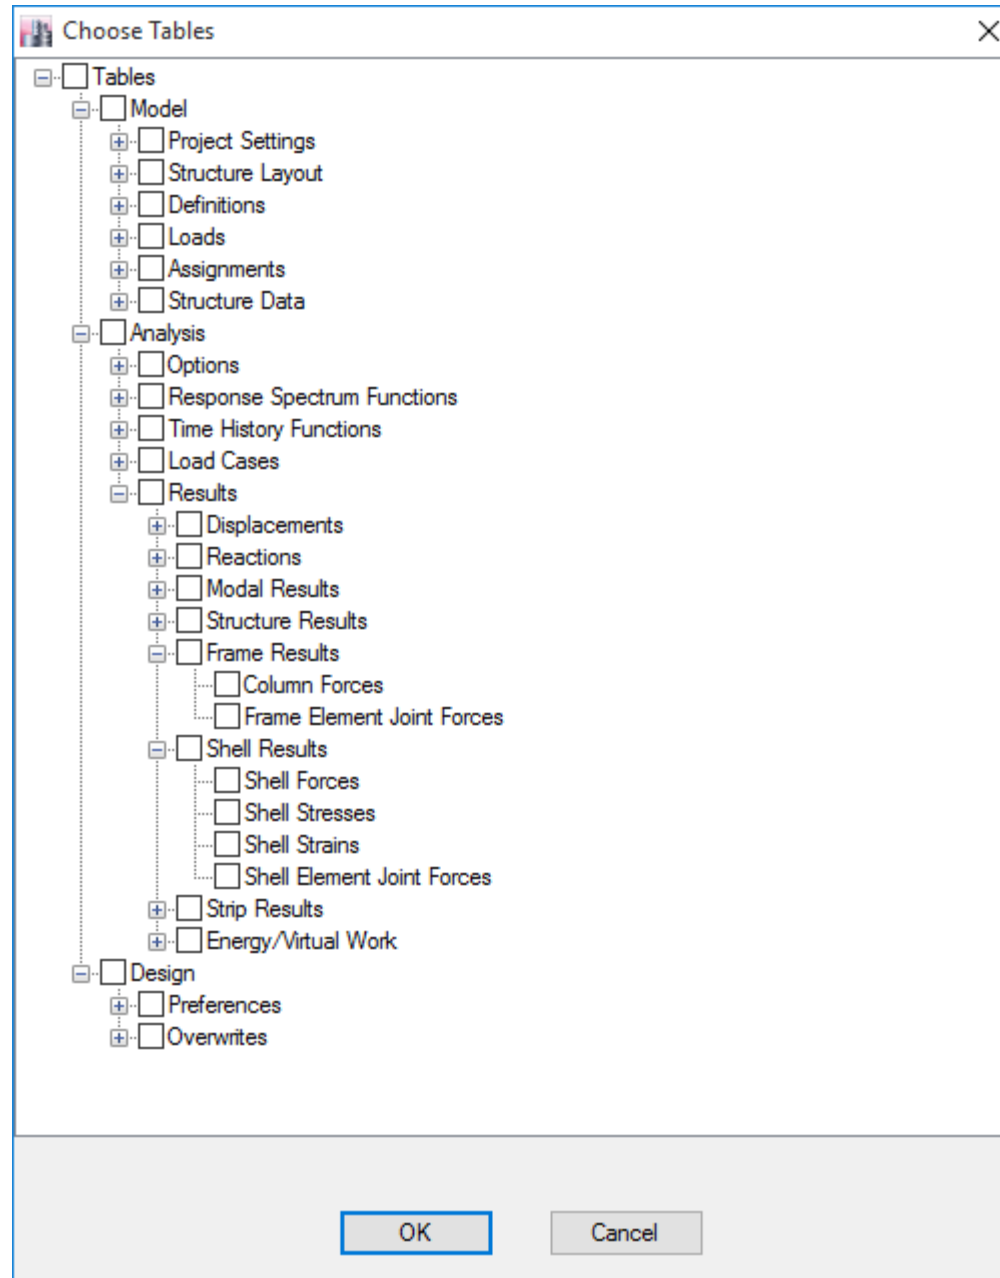 Choose Tables
Tables
Model
Project Settings
Structure Layout
Definitions
Loads
Assignments
Structure Data
Analysis
Options
Response Spectrum Functions
Time History Functions
Load Cases
Results
Displacements
Reactions
Modal Results
Structure Results
Frame Results
Column Forces
Frame Element Joint Forces
Shell Results
Shell Forces
Shell Stresses
Shell Strains
Shell Element Joint Forces
Strip Results
Energy/Virtual Work
Design
Preferences
Overwrites
OK Cancel